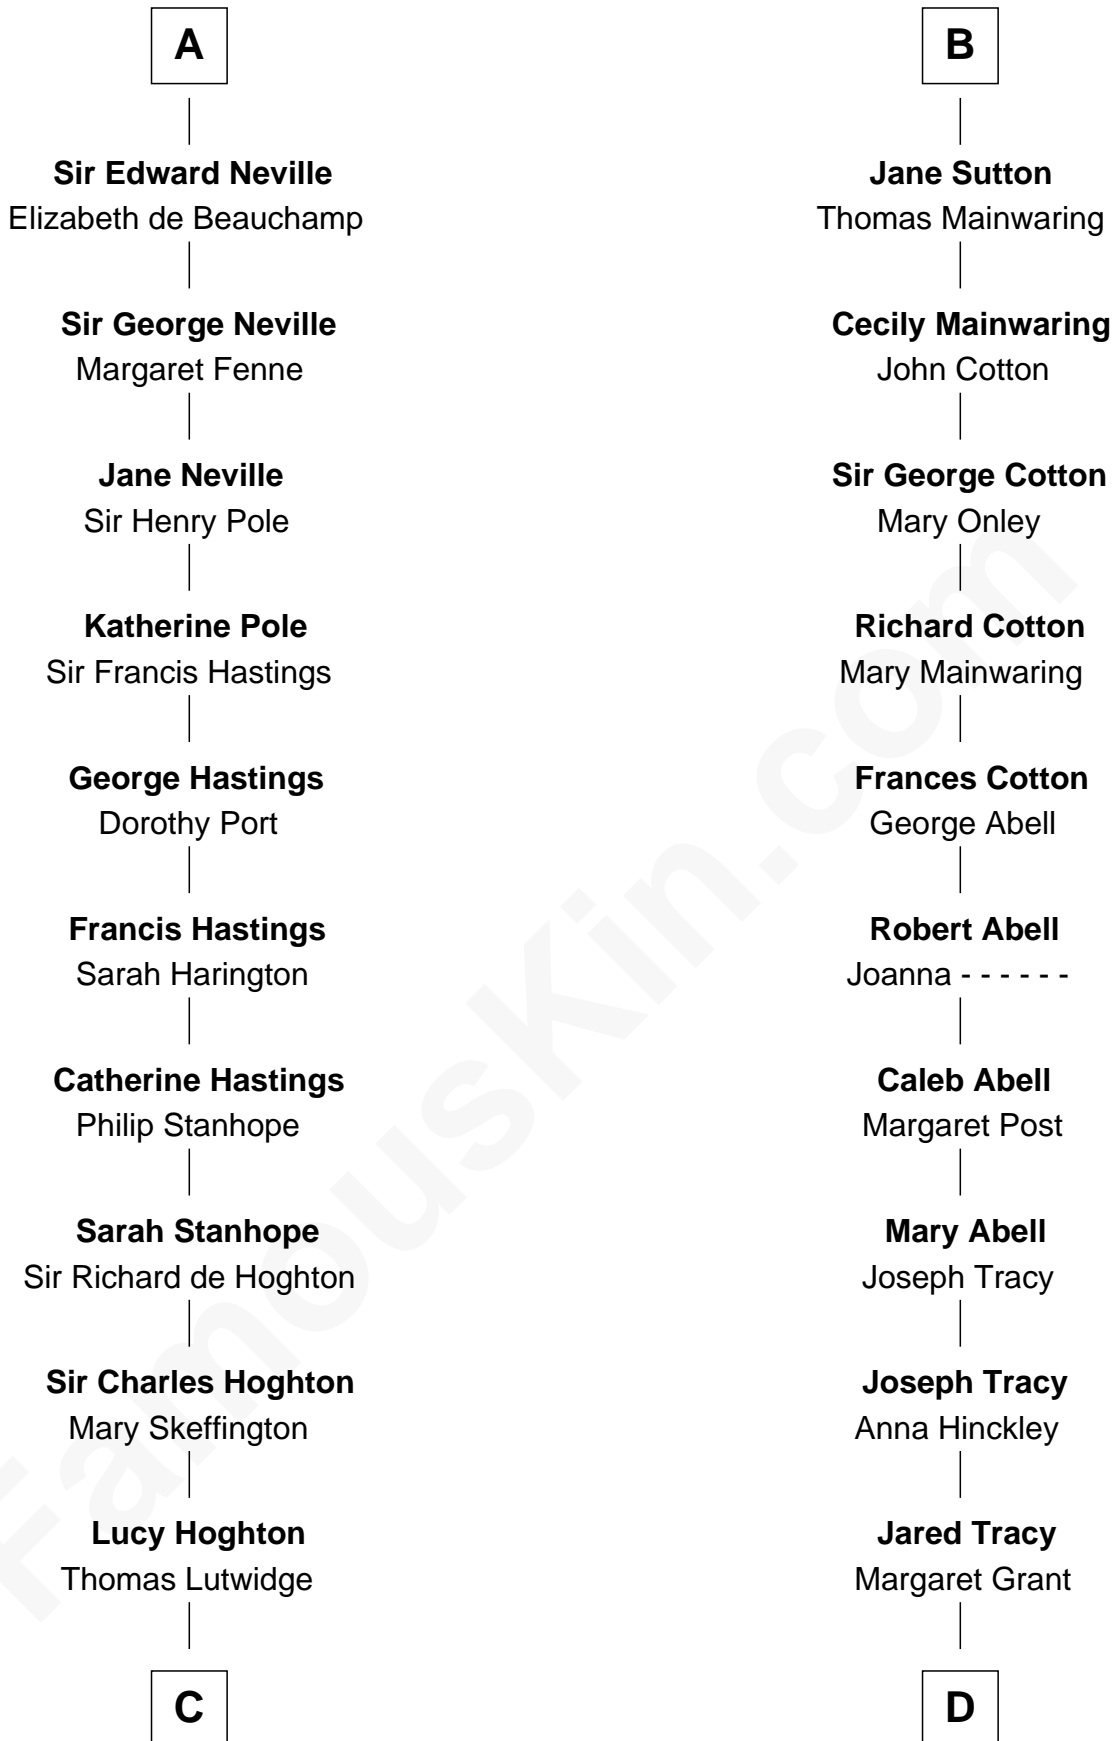 A
Sir Edward Neville
Elizabeth de Beauchamp
Sir George Neville
Margaret Fenne
Jane Neville
Sir Henry Pole
Katherine Pole
Sir Francis Hastings
George Hastings
Dorothy Port
Francis Hastings
Sarah Harington
Catherine Hastings
Philip Stanhope
Sarah Stanhope
Sir Richard de Hoghton
Sir Charles Hoghton
Mary Skeffington
Lucy Hoghton
Thomas Lutwidge
C
B
Jane Sutton
Thomas Mainwaring
Cecily Mainwaring
John Cotton
Sir George Cotton
Mary Onley
Richard Cotton
Mary Mainwaring
Frances Cotton
George Abell
Robert Abell
Joanna - - - - - -
Caleb Abell
Margaret Post
Mary Abell
Joseph Tracy
Joseph Tracy
Anna Hinckley
Jared Tracy
Margaret Grant
D
FamousKin.com